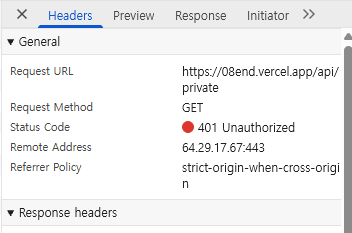 Headers Preview Response Initiator
General
Request URL https://08end.vercel.app/api/
private
Request Method GET
Status Code 401 Unauthorized
Remote Address 64.29.17.67:443
Referrer Policy strict-origin-when-cross-origi
n
Response headers